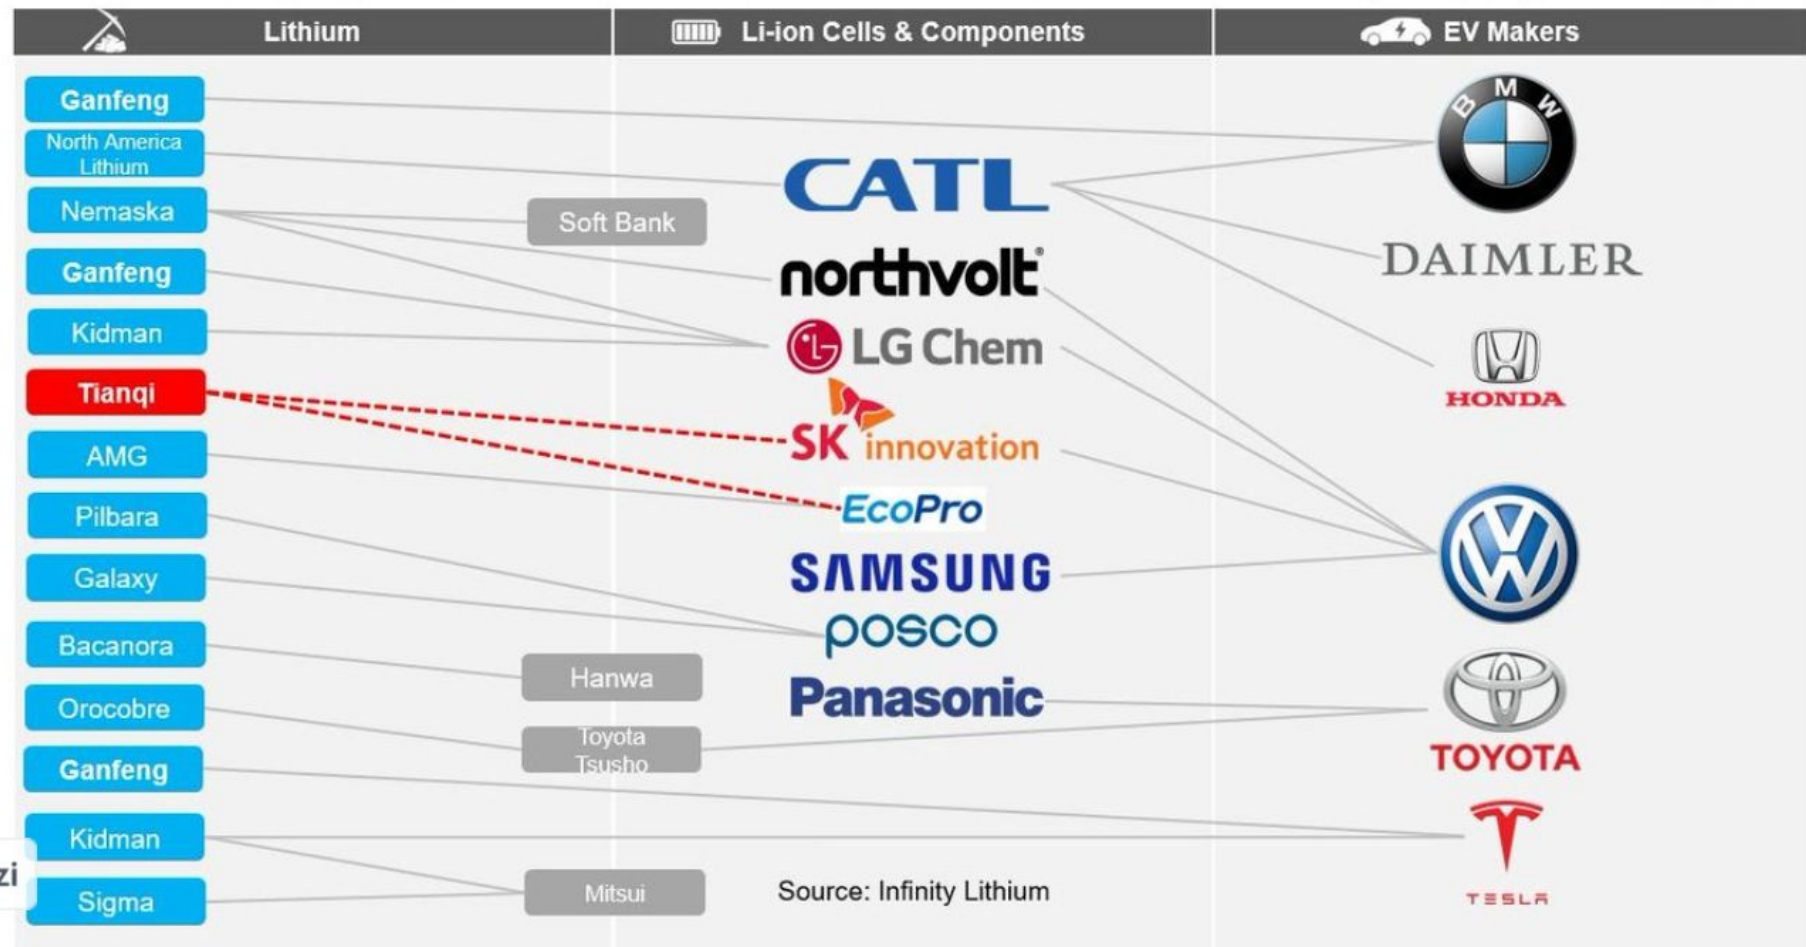 Lithium
Li-ion Cells & Components
EV Makers
Ganfeng
North America
Lithium
Nemaska
Ganfeng
Kidman
Tianqi
AMG
Pilbara
Galaxy
Bacanora
Orocobre
Ganfeng
Kidman
Sigma
zi
Soft Bank
Hanwa
Toyota
Tsusho
Mitsui
CATL
northvolt®
LG Chem
SK innovation
EcoPro
SAMSUNG
posco
Panasonic
Source: Infinity Lithium
BMW
DAIMLER
HONDA
VW
TOYOTA
TESLA